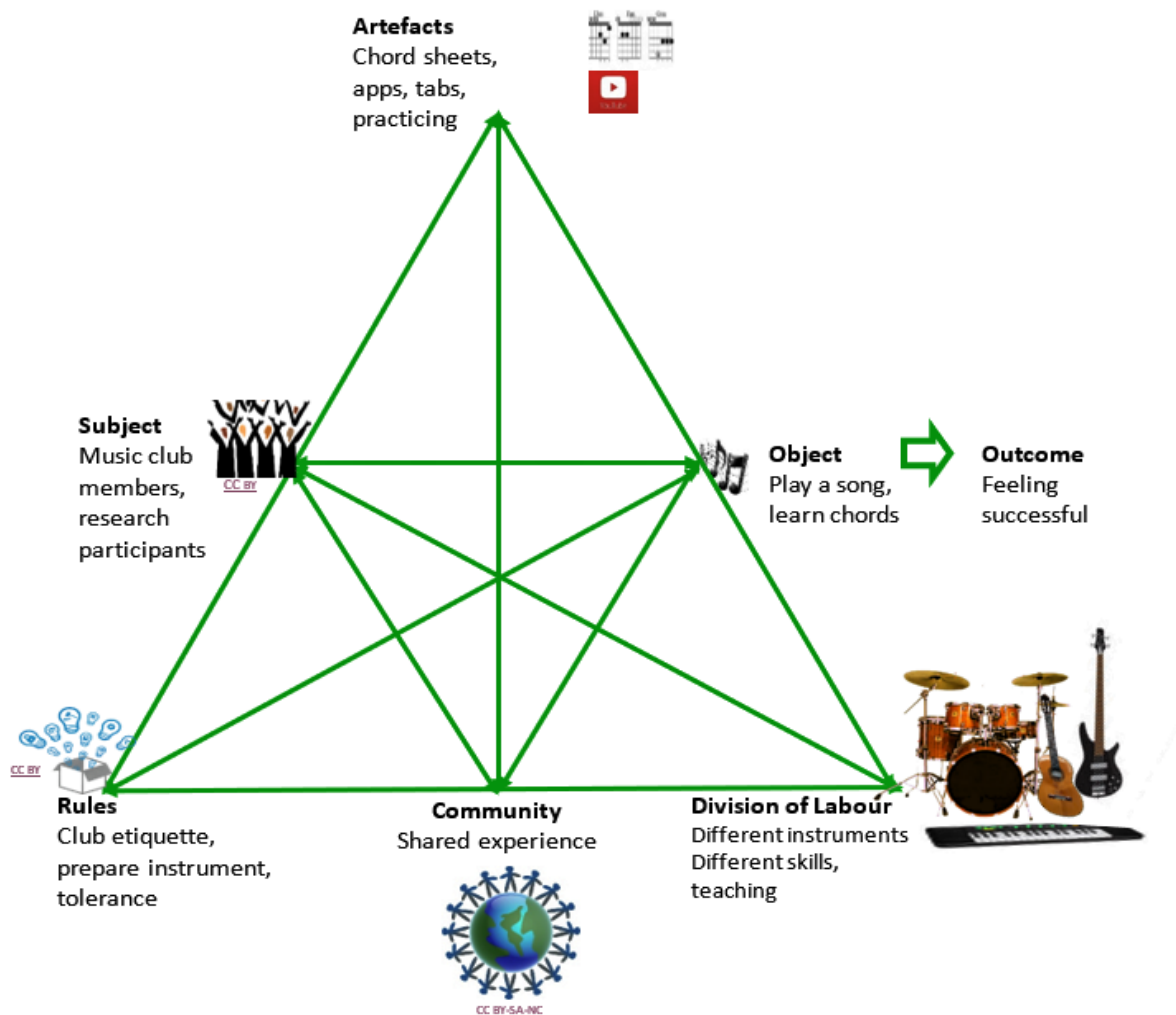 Artefacts
Chord sheets,
apps, tabs,
practicing
YouTube
Subject
Music club
members,
research
participants
CC BY
Object
Play a song,
learn chords
Outcome
Feeling
successful
CC BY
Rules
Club etiquette,
prepare instrument,
tolerance
Community
Shared experience
CC BY-SA-NC
Division of Labour
Different instruments
Different skills,
teaching